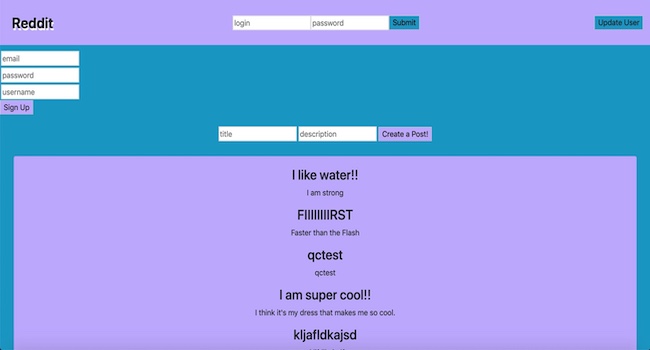 Reddit
login password Submit
Update User
email
password
username
Sign Up
title description Create a Post!
I like water!!
I am strong
FIIIIIIIIRST
Faster than the Flash
qctest
qctest
I am super cool!!
I think it's my dress that makes me so cool.
kljafldkajsd